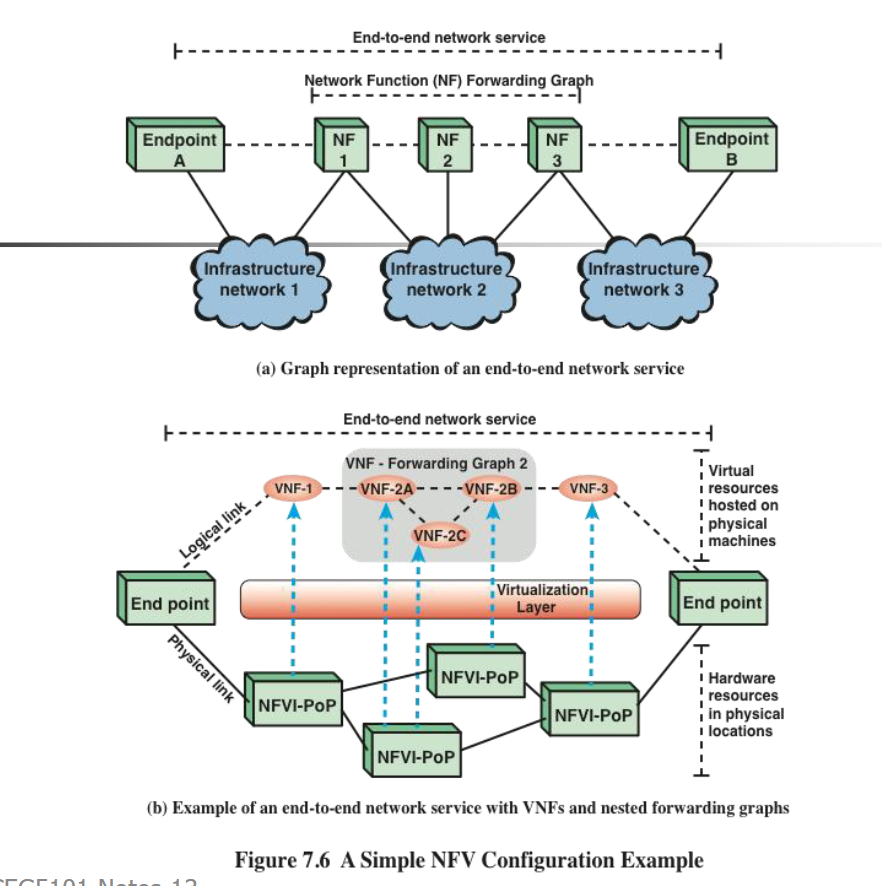 End-to-end network service
Network Function (NF) Forwarding Graph
Endpoint
A
NF
1
NF
2
NF
3
Endpoint
B
Infrastructure
network 1
Infrastructure
network 2
Infrastructure
network 3
(a) Graph representation of an end-to-end network service
End-to-end network service
VNF - Forwarding Graph 2
VNF-1
VNF-2A
VNF-2B
VNF-3
VNF-2C
Virtual
resources
hosted on
physical
machines
Logical link
End point
Virtualization
Layer
End point
Physical link
NFVI-PoP
NFVI-PoP
NFVI-PoP
NFVI-PoP
Hardware
resources
in physical
locations
(b) Example of an end-to-end network service with VNFs and nested forwarding graphs
Figure 7.6 A Simple NFV Configuration Example